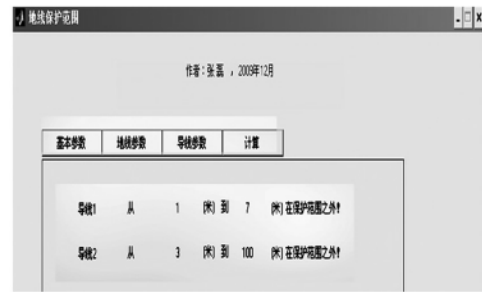 地线保护范围
作者：张磊，2009年12月
基本参数 地线参数 导线参数 计算
导线1 从 1 (米) 到 7 (米) 在保护范围之外!
导线2 从 3 (米) 到 100 (米) 在保护范围之外!